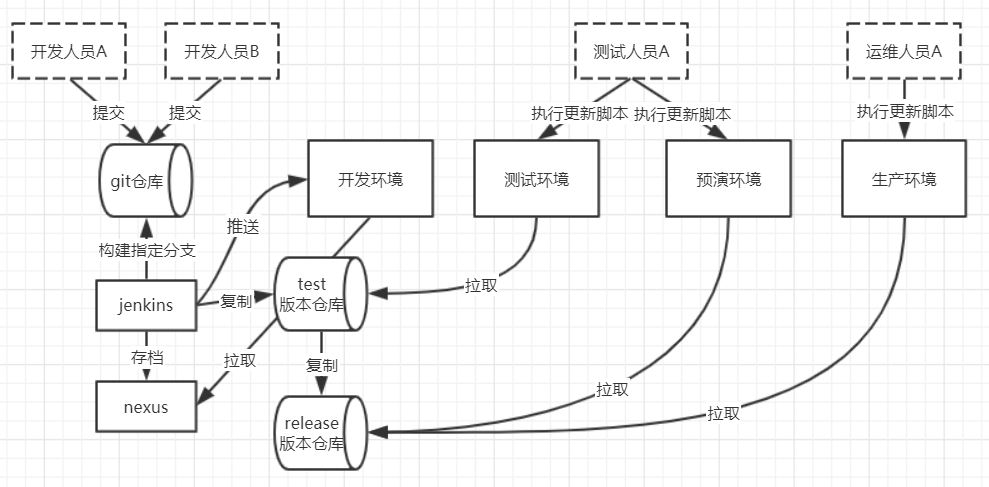 开发人员A
开发人员B
测试人员A
运维人员A
提交
提交
执行更新脚本
执行更新脚本
执行更新脚本
git仓库
开发环境
测试环境
预演环境
生产环境
推送
构建指定分支
jenkins
复制
test
版本仓库
拉取
存档
拉取
复制
nexus
拉取
拉取
release
版本仓库